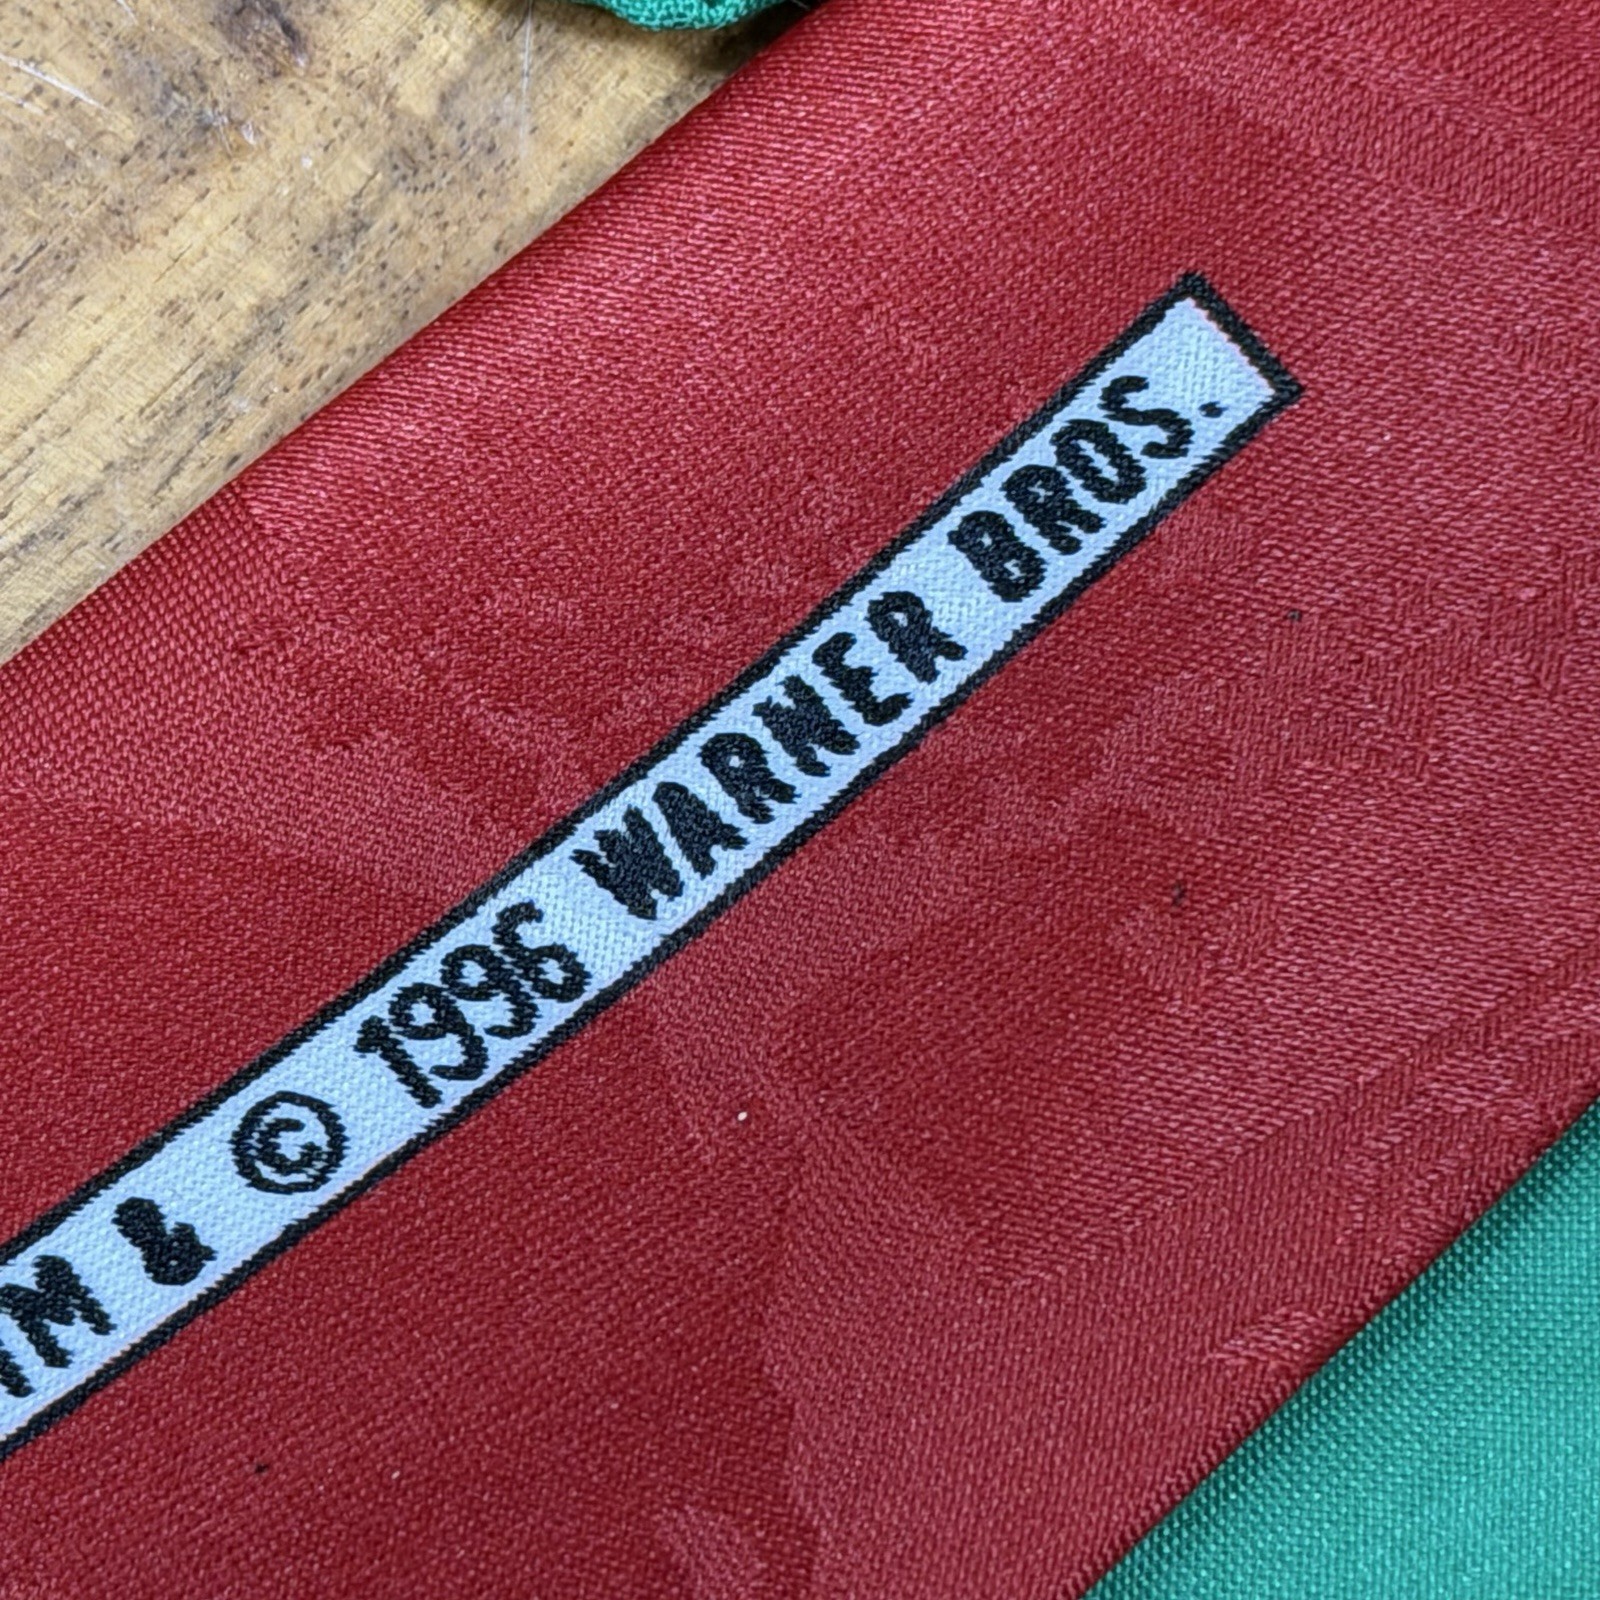 TM & © 1996 WARNER BROS.